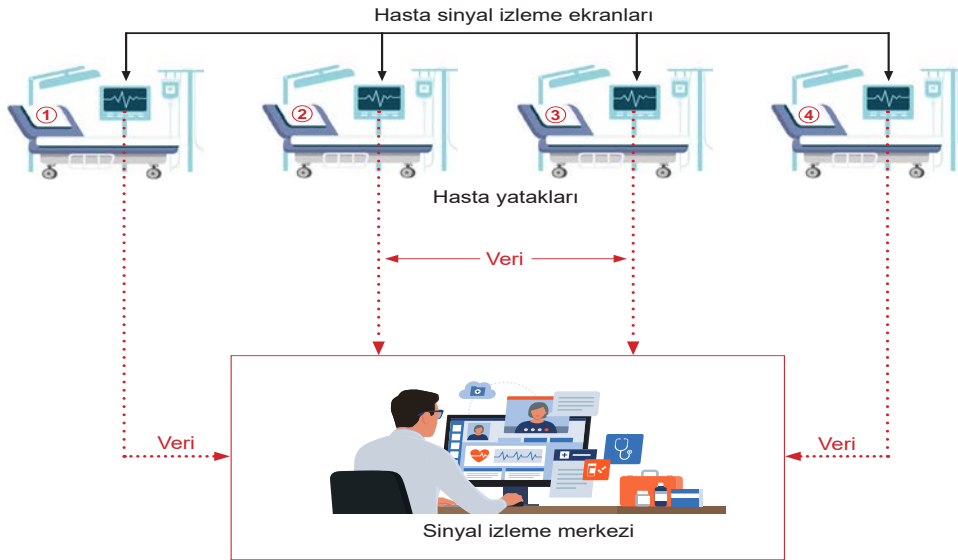 Hasta sinyal izleme ekranları
1
2
3
4
Hasta yatakları
Veri
Veri
Veri
Sinyal izleme merkezi